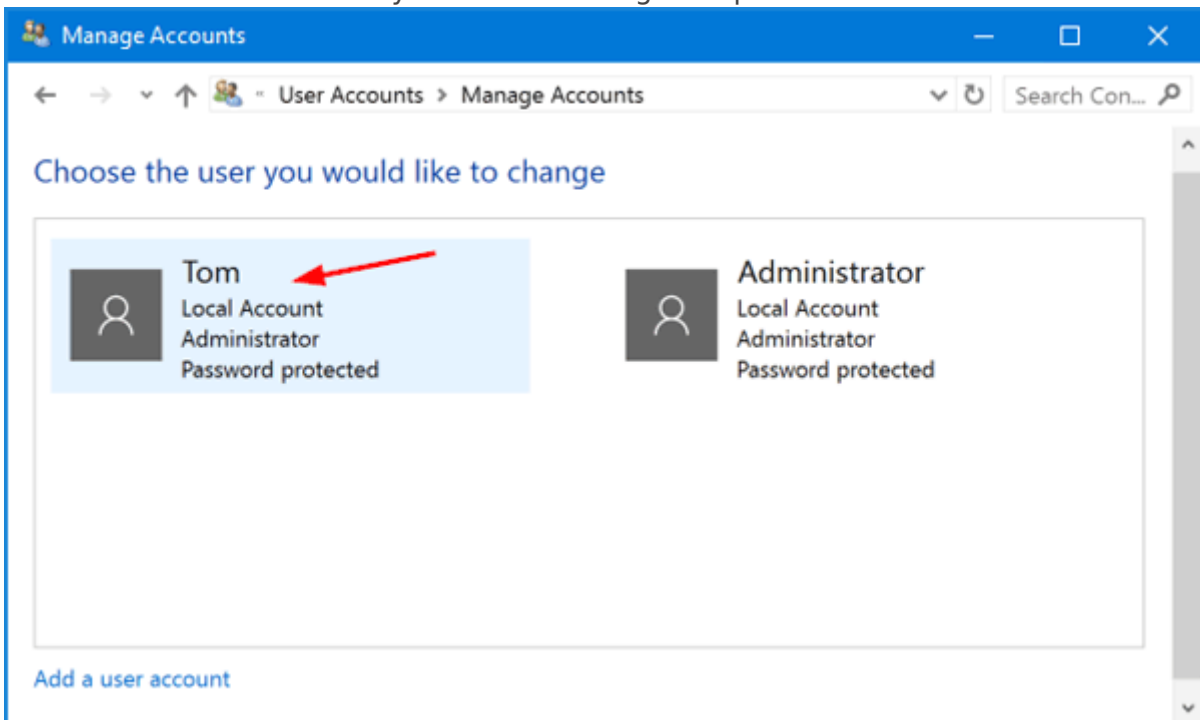 Manage Accounts
« User Accounts > Manage Accounts
Search Con...
Choose the user you would like to change
Tom
Local Account
Administrator
Password protected
Administrator
Local Account
Administrator
Password protected
Add a user account